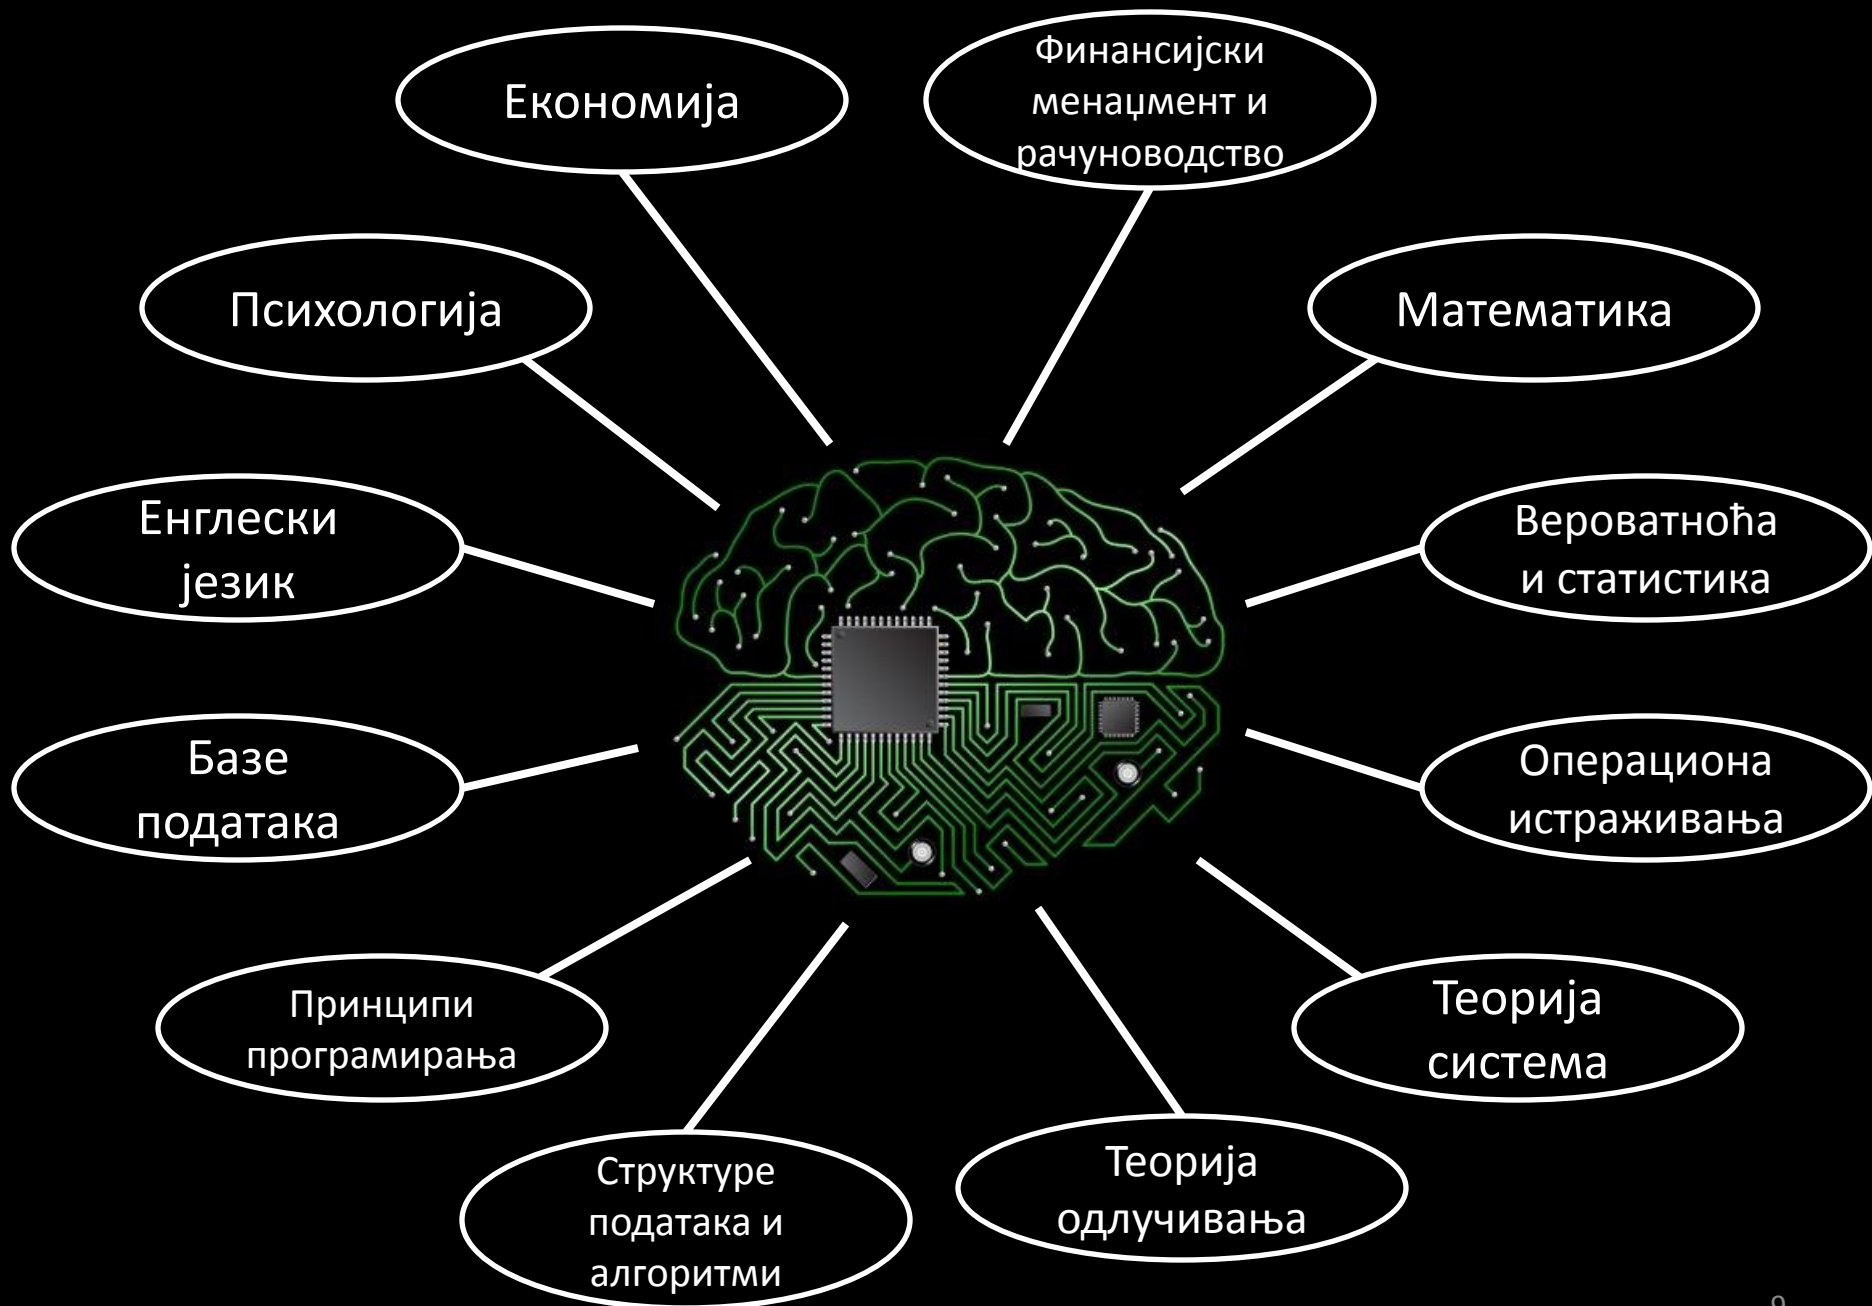 Економија
Финансијски
менаџмент и
рачуноводство
Психологија
Математика
Енглески
језик
Вероватноћа
и статистика
Базе
података
Операциона
истраживања
Принципи
програмирања
Теорија
система
Структуре
података и
алгоритми
Теорија
одлучивања
9